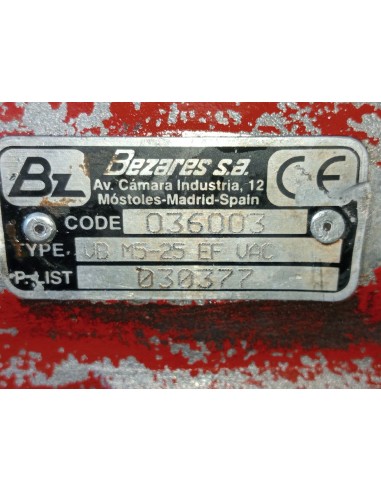 Bz
Bezares s.a.
Av. Cámara Industria, 12
Móstoles-Madrid-Spain
CE
CODE 036003
TYPE. VB M5-25 EF VAC
P. LIST 030377